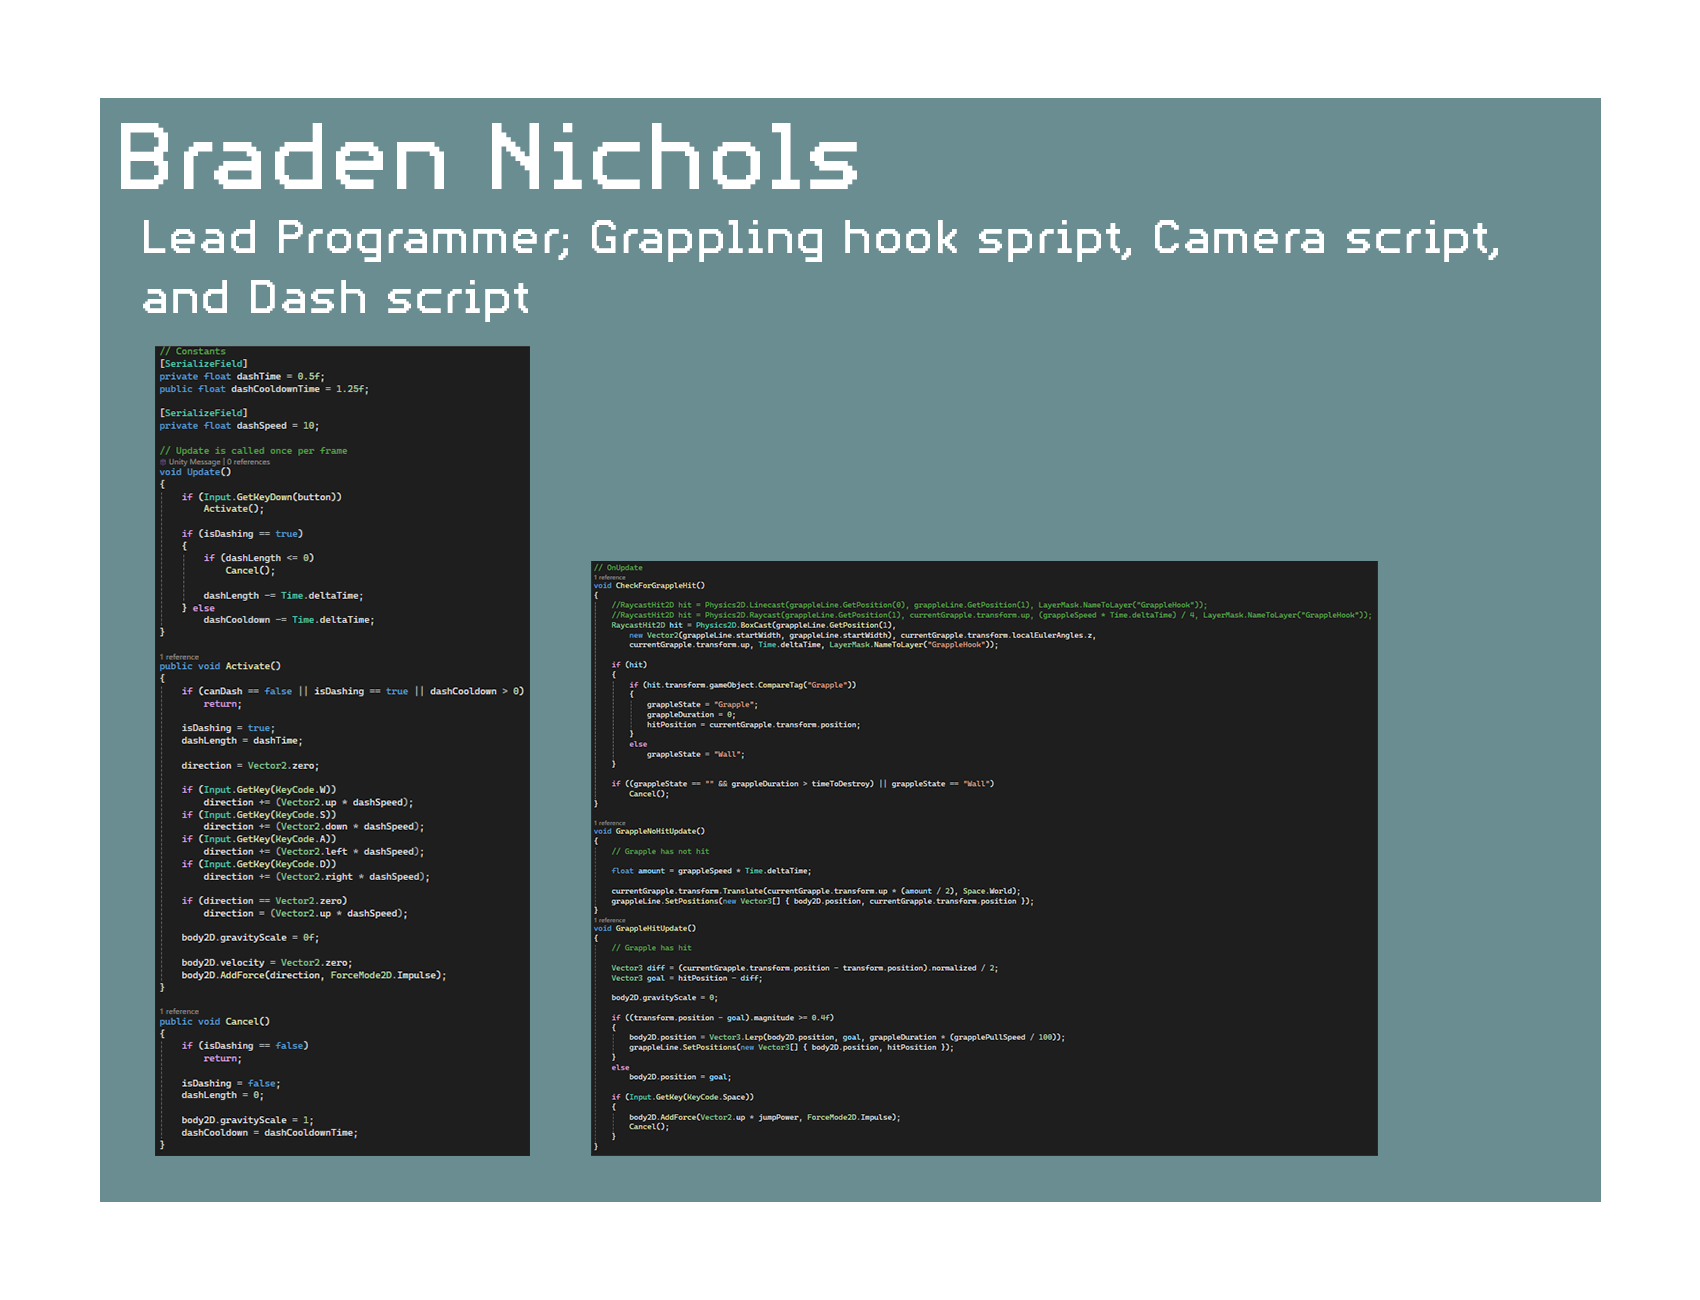 Braden Nichols
Lead Programmer; Grappling hook spript, Camera script,
and Dash script
// Constants
[SerializeField]
private float dashTime = 0.5f;
public float dashCooldownTime = 1.25f;
[SerializeField]
private float dashSpeed = 10;
// Update is called once per frame
Unity Message | 0 references
void Update()
{
if (Input.GetKeyDown(button))
Activate();
if (isDashing == true)
{
if (dashLength <= 0)
Cancel();
dashLength -= Time.deltaTime;
} else
dashCooldown -= Time.deltaTime;
}
1 reference
public void Activate()
{
if (canDash == false || isDashing == true || dashCooldown > 0)
return;
isDashing = true;
dashLength = dashTime;
direction = Vector2.zero;
if (Input.GetKey(KeyCode.W))
direction += (Vector2.up * dashSpeed);
if (Input.GetKey(KeyCode.S))
direction += (Vector2.down * dashSpeed);
if (Input.GetKey(KeyCode.A))
direction += (Vector2.left * dashSpeed);
if (Input.GetKey(KeyCode.D))
direction += (Vector2.right * dashSpeed);
if (direction == Vector2.zero)
direction = (Vector2.up * dashSpeed);
body2D.gravityScale = 0f;
body2D.velocity = Vector2.zero;
body2D.AddForce(direction, ForceMode2D.Impulse);
}
1 reference
public void Cancel()
{
if (isDashing == false)
return;
isDashing = false;
dashLength = 0;
body2D.gravityScale = 1;
dashCooldown = dashCooldownTime;
}
// OnUpdate
1 reference
void CheckForGrappleHit()
{
//RaycastHit2D hit = Physics2D.Linecast(grappleLine.GetPosition(0), grappleLine.GetPosition(1), LayerMask.NameToLayer("GrappleHook"));
//RaycastHit2D hit = Physics2D.Raycast(grappleLine.GetPosition(1), currentGrapple.transform.up, (grappleSpeed * Time.deltaTime) / 4, LayerMask.NameToLayer("GrappleHook"));
RaycastHit2D hit = Physics2D.BoxCast(grappleLine.GetPosition(1),
new Vector2(grappleLine.startWidth, grappleLine.startWidth), currentGrapple.transform.localEulerAngles.z,
currentGrapple.transform.up, Time.deltaTime, LayerMask.NameToLayer("GrappleHook"));
if (hit)
{
if (hit.transform.gameObject.CompareTag("Grapple"))
{
grappleState = "Grapple";
grappleDuration = 0;
hitPosition = currentGrapple.transform.position;
}
else
grappleState = "Wall";
}
if ((grappleState == "" && grappleDuration > timeToDestroy) || grappleState == "Wall")
Cancel();
}
1 reference
void GrappleNoHitUpdate()
{
// Grapple has not hit
float amount = grappleSpeed * Time.deltaTime;
currentGrapple.transform.Translate(currentGrapple.transform.up * (amount / 2), Space.World);
grappleLine.SetPositions(new Vector3[] { body2D.position, currentGrapple.transform.position });
}
1 reference
void GrappleHitUpdate()
{
// Grapple has hit
Vector3 diff = (currentGrapple.transform.position - transform.position).normalized / 2;
Vector3 goal = hitPosition - diff;
body2D.gravityScale = 0;
if ((transform.position - goal).magnitude >= 0.4f)
{
body2D.position = Vector3.Lerp(body2D.position, goal, grappleDuration * (grapplePullSpeed / 100));
grappleLine.SetPositions(new Vector3[] { body2D.position, hitPosition });
}
else
body2D.position = goal;
if (Input.GetKey(KeyCode.Space))
{
body2D.AddForce(Vector2.up * jumpPower, ForceMode2D.Impulse);
Cancel();
}
}